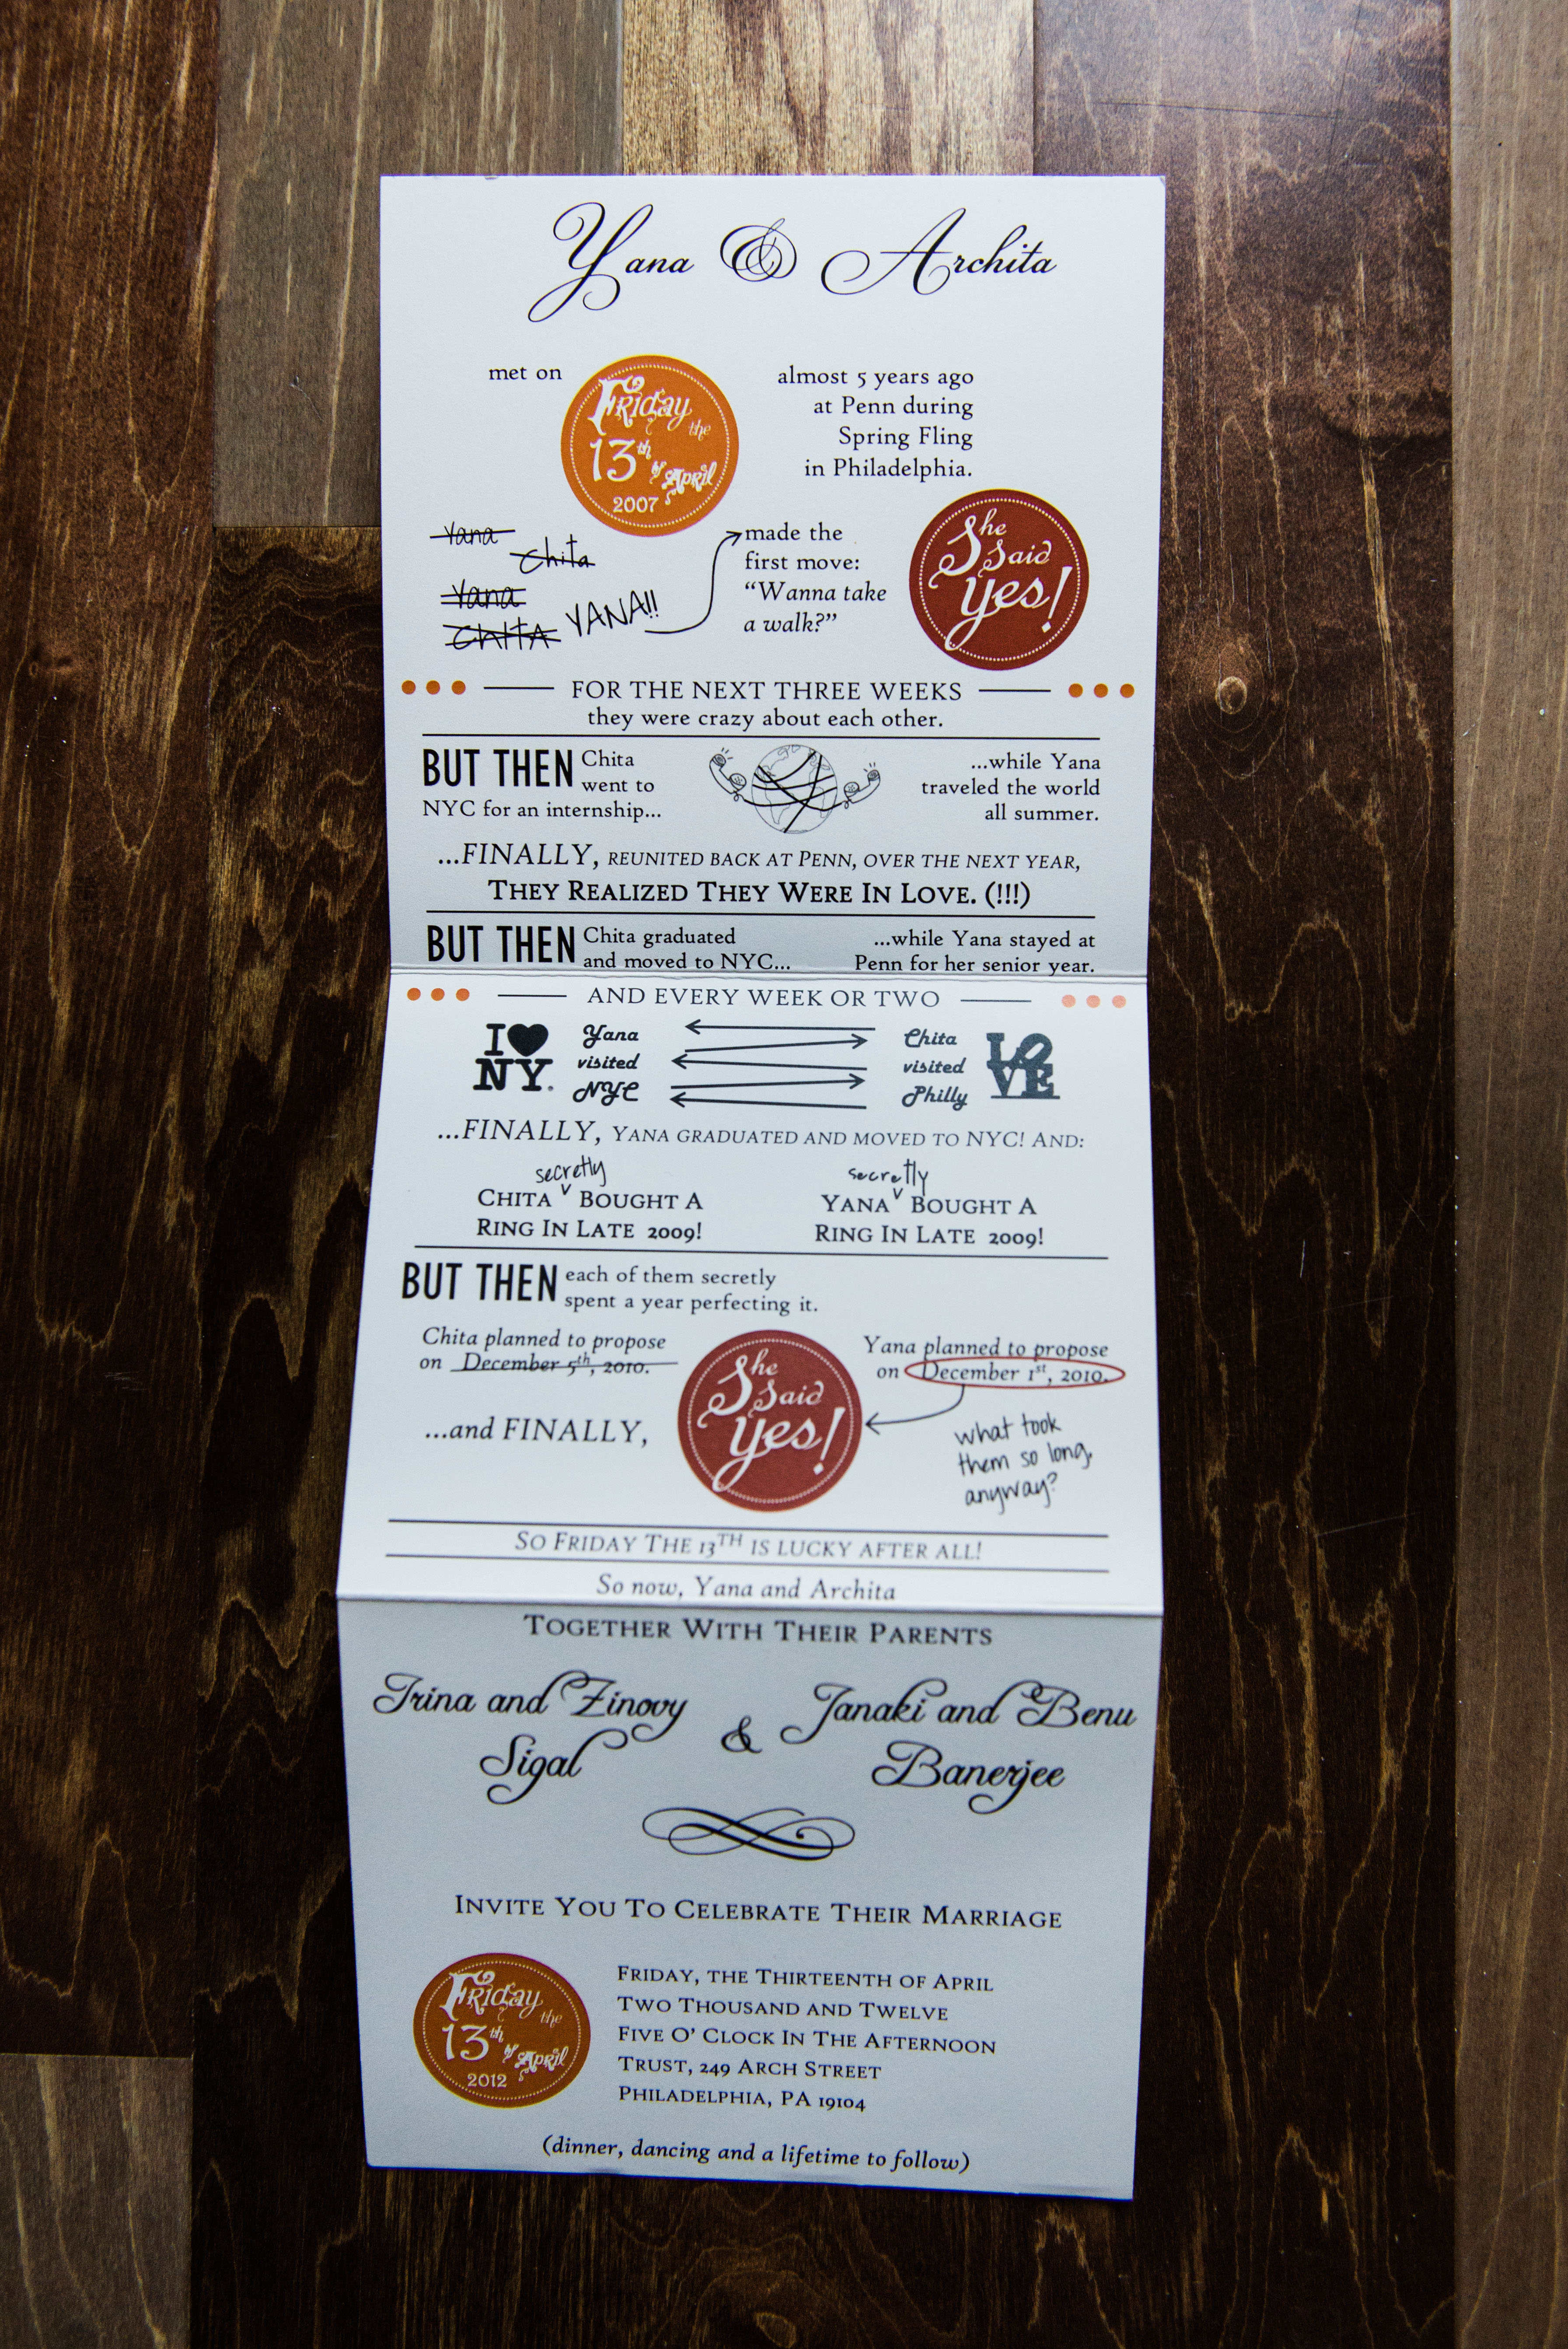 Yana & Archita
met on
Friday the
13th of April
2007
almost 5 years ago
at Penn during
Spring Fling
in Philadelphia.
Yana
Chita
Yana
CHITA
YANA!!
made the
first move:
“Wanna take
a walk?”
She
Said
yes!
FOR THE NEXT THREE WEEKS
they were crazy about each other.
BUT THEN Chita
went to
NYC for an internship...
...while Yana
traveled the world
all summer.
...FINALLY, REUNITED BACK AT PENN, OVER THE NEXT YEAR,
THEY REALIZED THEY WERE IN LOVE. (!!!)
BUT THEN Chita graduated
and moved to NYC...
...while Yana stayed at
Penn for her senior year.
AND EVERY WEEK OR TWO
I ♥
NY.
Yana
visited
NYC
Chita
visited
Philly
LO
VE
...FINALLY, YANA GRADUATED AND MOVED TO NYC! AND:
secretly
CHITA ˅ BOUGHT A
RING IN LATE 2009!
secretly
YANA ˅ BOUGHT A
RING IN LATE 2009!
BUT THEN each of them secretly
spent a year perfecting it.
Chita planned to propose
on December 5th, 2010.
Yana planned to propose
on December 1st, 2010.
...and FINALLY,
She
Said
yes!
what took
them so long,
anyway?
SO FRIDAY THE 13TH IS LUCKY AFTER ALL!
So now, Yana and Archita
TOGETHER WITH THEIR PARENTS
Irina and Zinovy
Sigal
&
Janaki and Benu
Banerjee
INVITE YOU TO CELEBRATE THEIR MARRIAGE
Friday the
13th of April
2012
FRIDAY, THE THIRTEENTH OF APRIL
TWO THOUSAND AND TWELVE
FIVE O' CLOCK IN THE AFTERNOON
TRUST, 249 ARCH STREET
PHILADELPHIA, PA 19104
(dinner, dancing and a lifetime to follow)